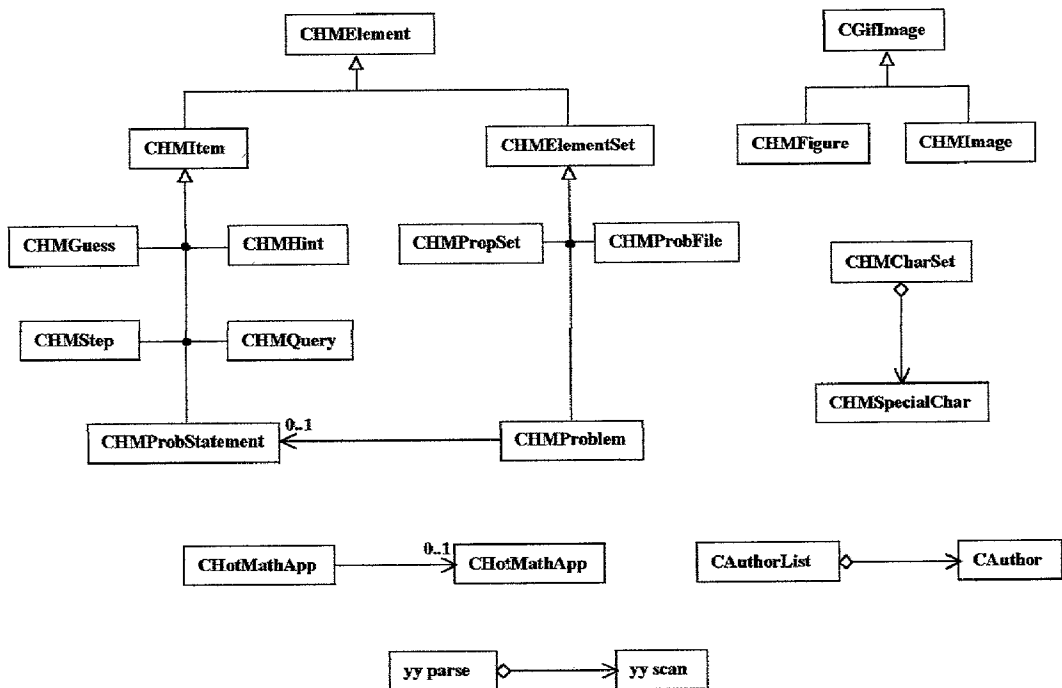 CHMElement
CGifImage
CHMItem
CHMElementSet
CHMFigure
CHMImage
CHMGuess
CHMHint
CHMPropSet
CHMProbFile
CHMCharSet
CHMStep
CHMQuery
CHMSpecialChar
0..1
CHMProbStatement
CHMProblem
0..1
CHotMathApp
CHotMathApp
CAuthorList
CAuthor
yy parse
yy scan